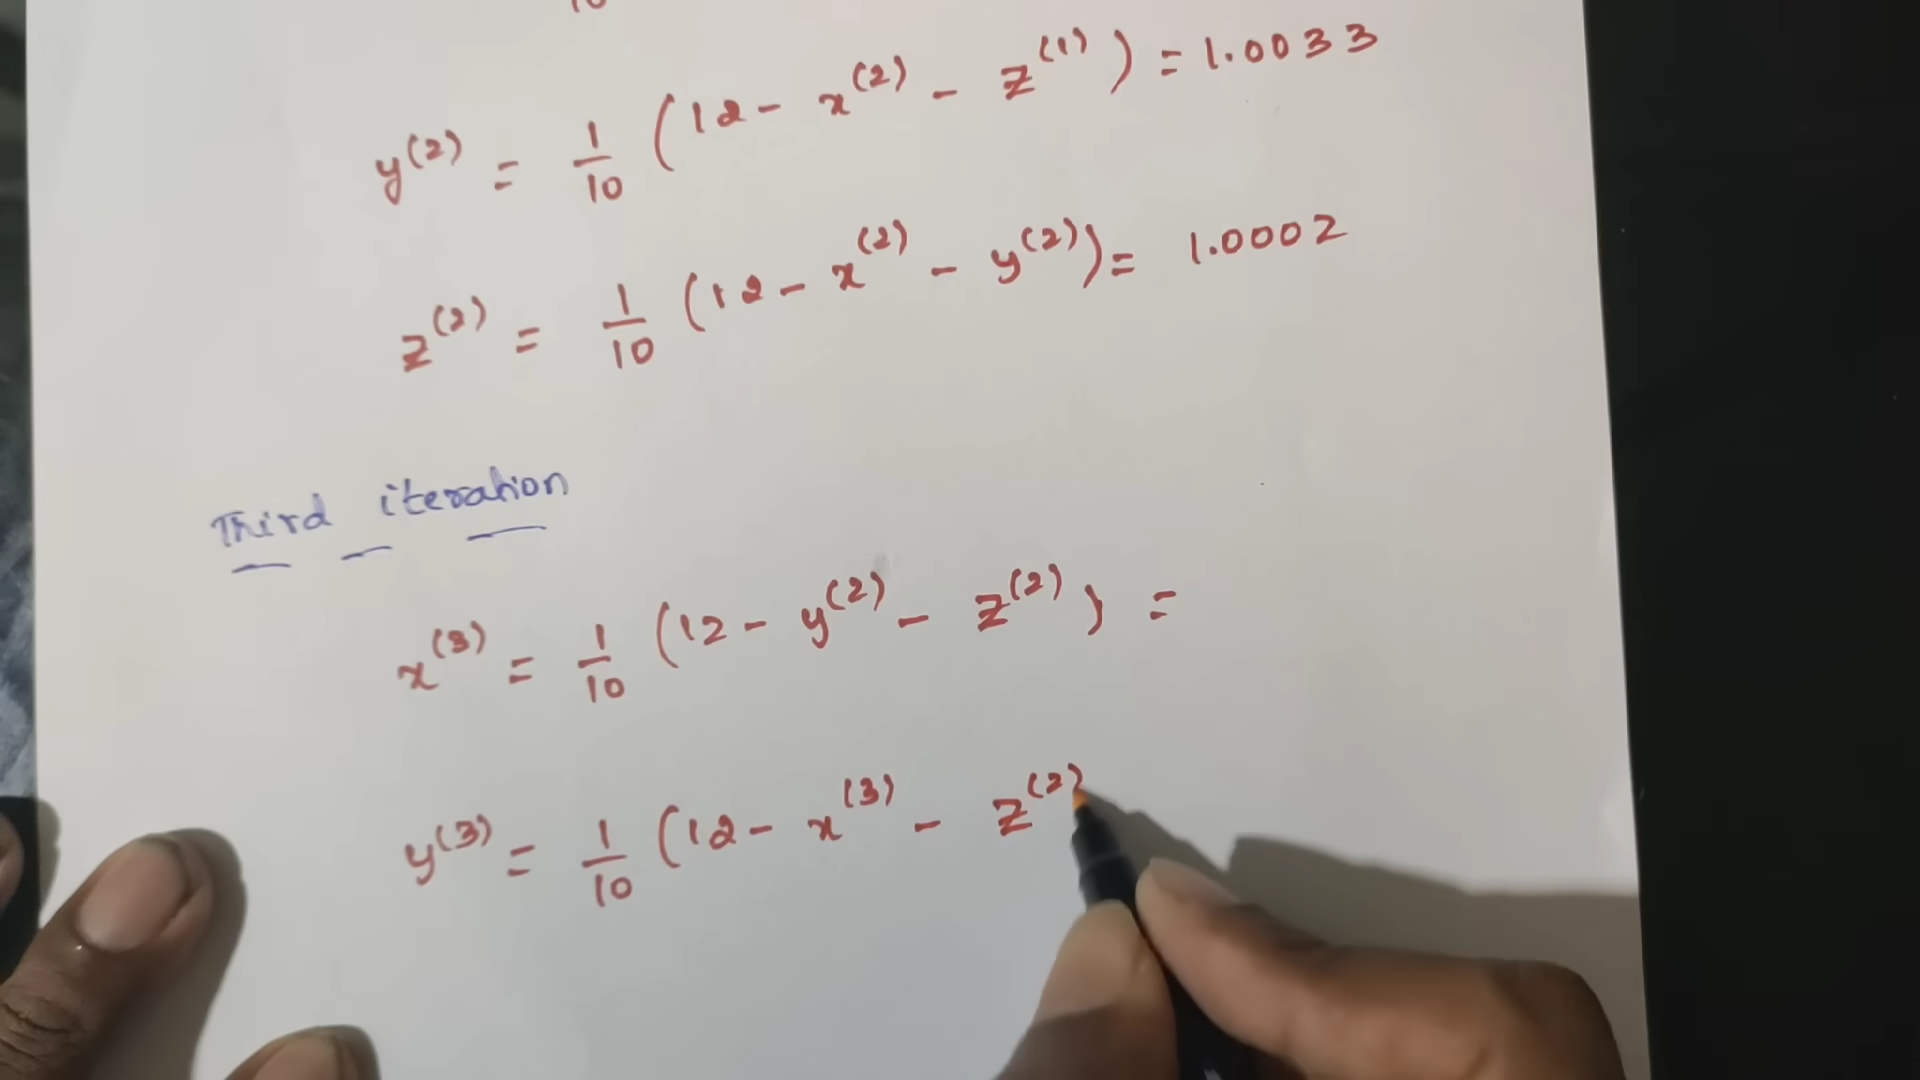 y^(2) = 1/10 (12 - x^(2) - z^(1)) = 1.0033
z^(2) = 1/10 (12 - x^(2) - y^(2)) = 1.0002
Third iteration
x^(3) = 1/10 (12 - y^(2) - z^(2)) =
y^(3) = 1/10 (12 - x^(3) - z^(2)